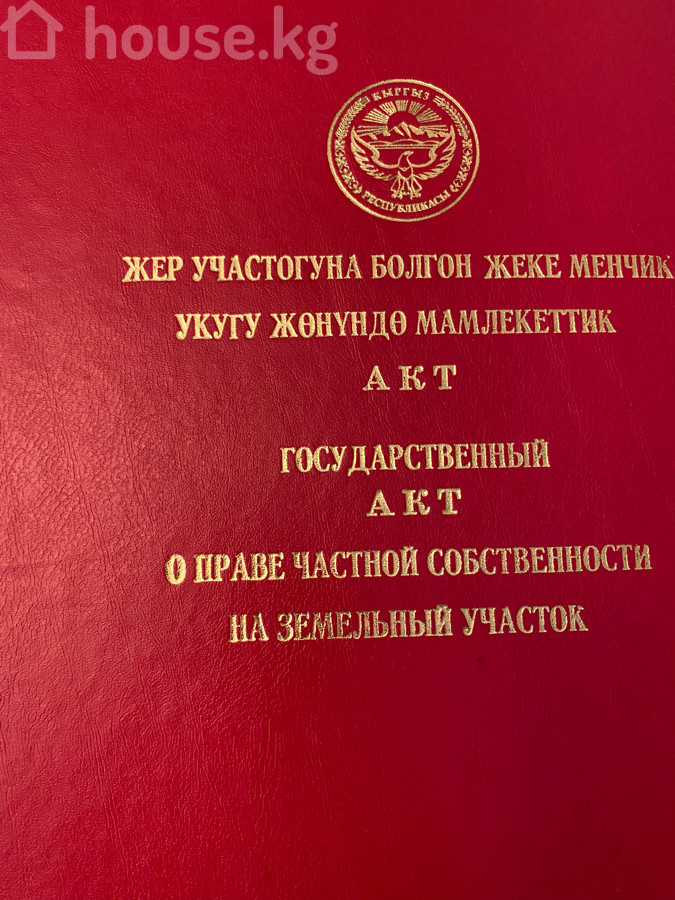 house.kg
КЫРГЫЗ
РЕСПУБЛИКАСЫ
ЖЕР УЧАСТОГУНА БОЛГОН ЖЕКЕ МЕНЧИК
УКУГУ ЖӨНҮНДӨ МАМЛЕКЕТТИК
АКТ
ГОСУДАРСТВЕННЫЙ
АКТ
О ПРАВЕ ЧАСТНОЙ СОБСТВЕННОСТИ
НА ЗЕМЕЛЬНЫЙ УЧАСТОК